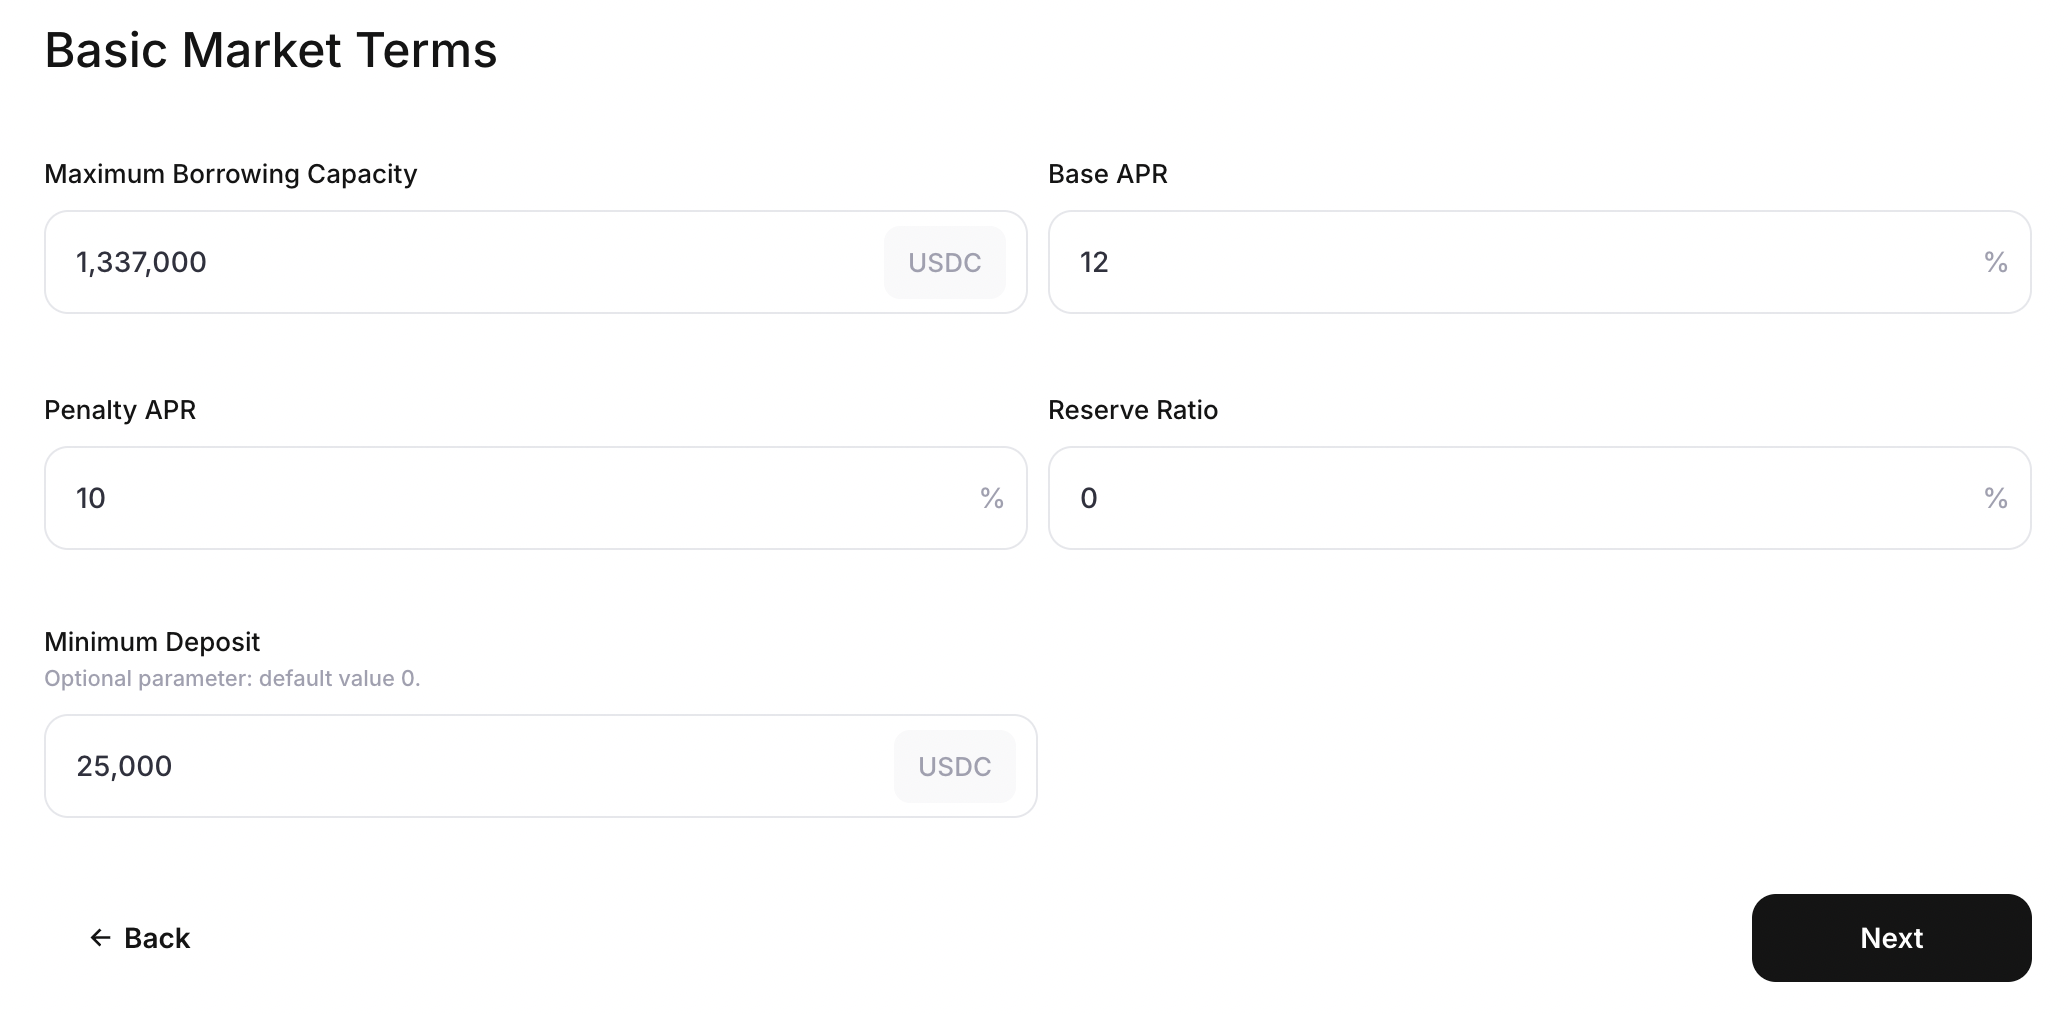 Basic Market Terms
Maximum Borrowing Capacity
1,337,000 USDC
Base APR
12 %
Penalty APR
10 %
Reserve Ratio
0 %
Minimum Deposit
Optional parameter: default value 0.
25,000 USDC
← Back
Next